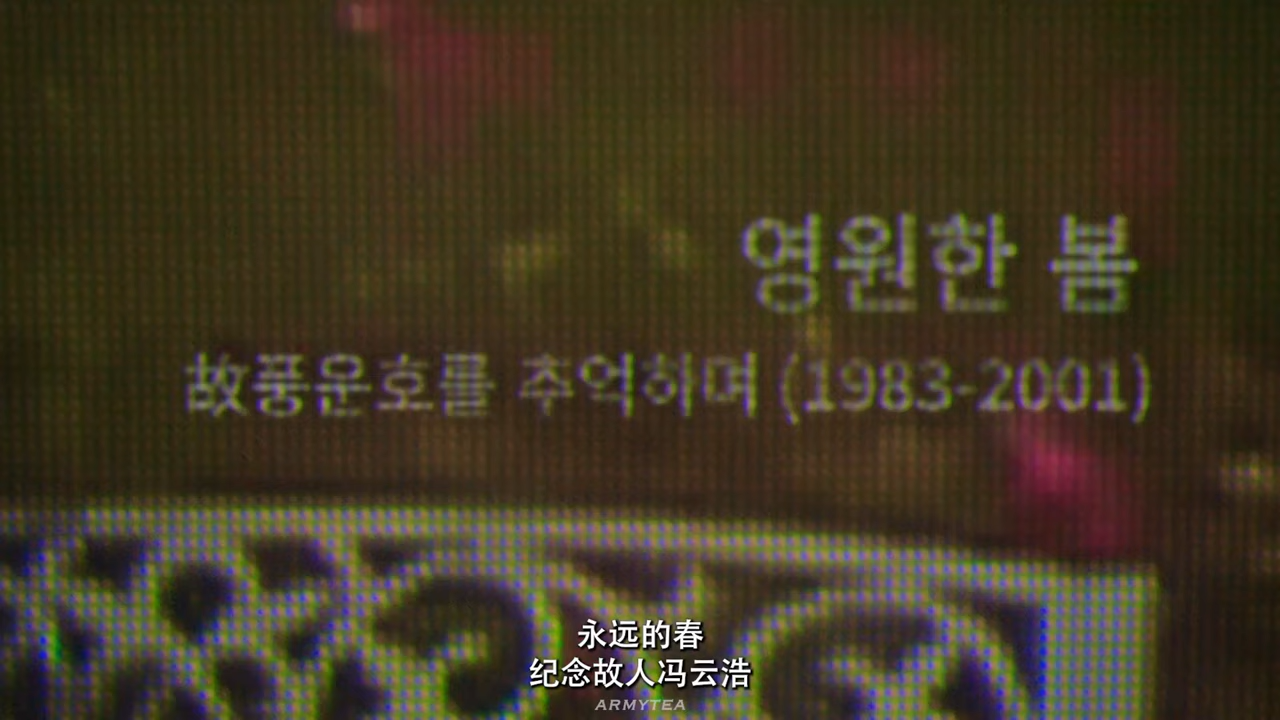 영원한 봄
故풍운호를 추억하며 (1983-2001)
永远的春
纪念故人冯云浩
ARMYTEA